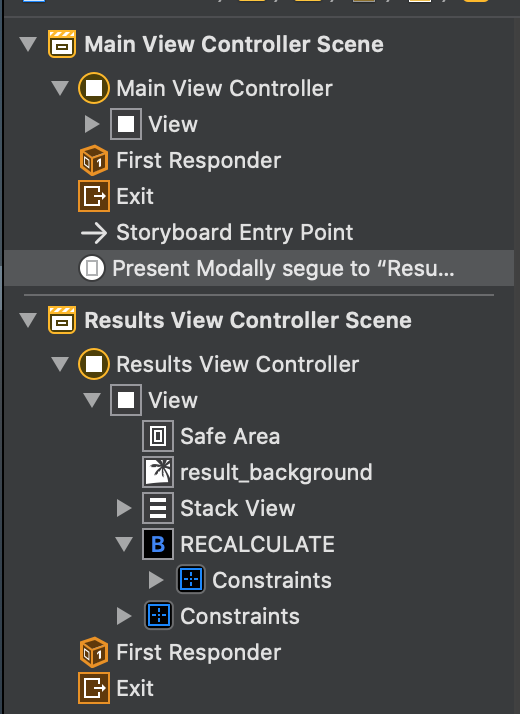 Main View Controller Scene
Main View Controller
View
First Responder
Exit
Storyboard Entry Point
Present Modally segue to “Resu...
Results View Controller Scene
Results View Controller
View
Safe Area
result_background
Stack View
B RECALCULATE
Constraints
Constraints
First Responder
Exit